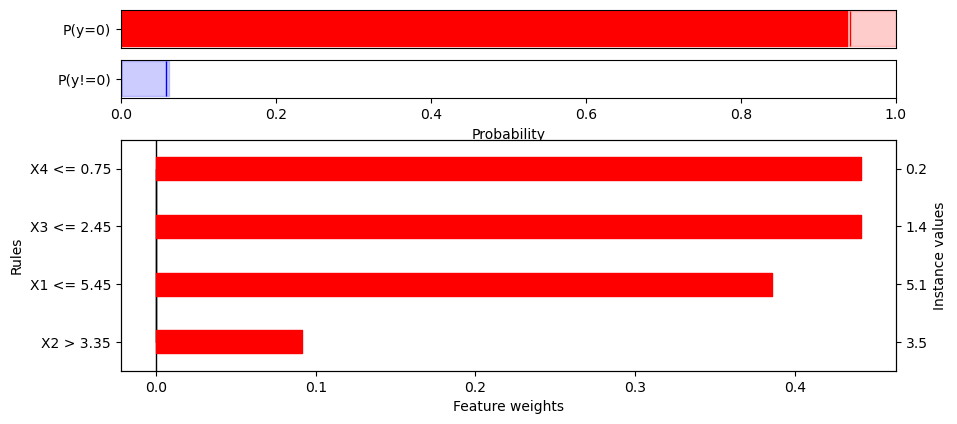 P(y=0)
P(y!=0)
0.0 0.2 0.4 0.6 0.8 1.0
Probability
X4 <= 0.75 0.2
X3 <= 2.45 1.4
X1 <= 5.45 5.1
X2 > 3.35 3.5
Rules
Instance values
0.0 0.1 0.2 0.3 0.4
Feature weights